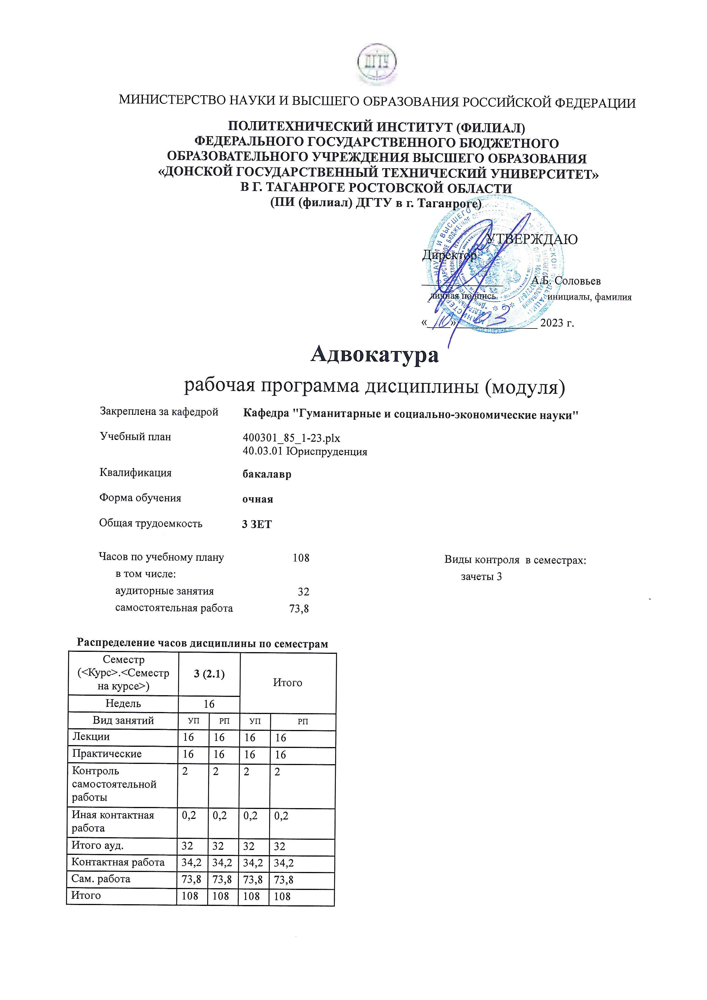 ДГТУ
МИНИСТЕРСТВО НАУКИ И ВЫСШЕГО ОБРАЗОВАНИЯ РОССИЙСКОЙ ФЕДЕРАЦИИ
ПОЛИТЕХНИЧЕСКИЙ ИНСТИТУТ (ФИЛИАЛ)
ФЕДЕРАЛЬНОГО ГОСУДАРСТВЕННОГО БЮДЖЕТНОГО
ОБРАЗОВАТЕЛЬНОГО УЧРЕЖДЕНИЯ ВЫСШЕГО ОБРАЗОВАНИЯ
«ДОНСКОЙ ГОСУДАРСТВЕННЫЙ ТЕХНИЧЕСКИЙ УНИВЕРСИТЕТ»
В Г. ТАГАНРОГЕ РОСТОВСКОЙ ОБЛАСТИ
(ПИ (филиал) ДГТУ в г. Таганроге)
УТВЕРЖДАЮ
Директор
А.Б. Соловьев
личная подпись инициалы, фамилия
«10» 03 2023 г.
Адвокатура
рабочая программа дисциплины (модуля)
Закреплена за кафедрой Кафедра "Гуманитарные и социально-экономические науки"
Учебный план 400301_85_1-23.plx
40.03.01 Юриспруденция
Квалификация бакалавр
Форма обучения очная
Общая трудоемкость 3 ЗЕТ
Часов по учебному плану 108 Виды контроля в семестрах:
в том числе: зачеты 3
аудиторные занятия 32
самостоятельная работа 73,8
Распределение часов дисциплины по семестрам
Семестр
(<Курс>.<Семестр
на курсе>) 3 (2.1) Итого
Недель 16
Вид занятий УП РП УП РП
Лекции 16 16 16 16
Практические 16 16 16 16
Контроль 2 2 2 2
самостоятельной
работы
Иная контактная 0,2 0,2 0,2 0,2
работа
Итого ауд. 32 32 32 32
Контактная работа 34,2 34,2 34,2 34,2
Сам. работа 73,8 73,8 73,8 73,8
Итого 108 108 108 108